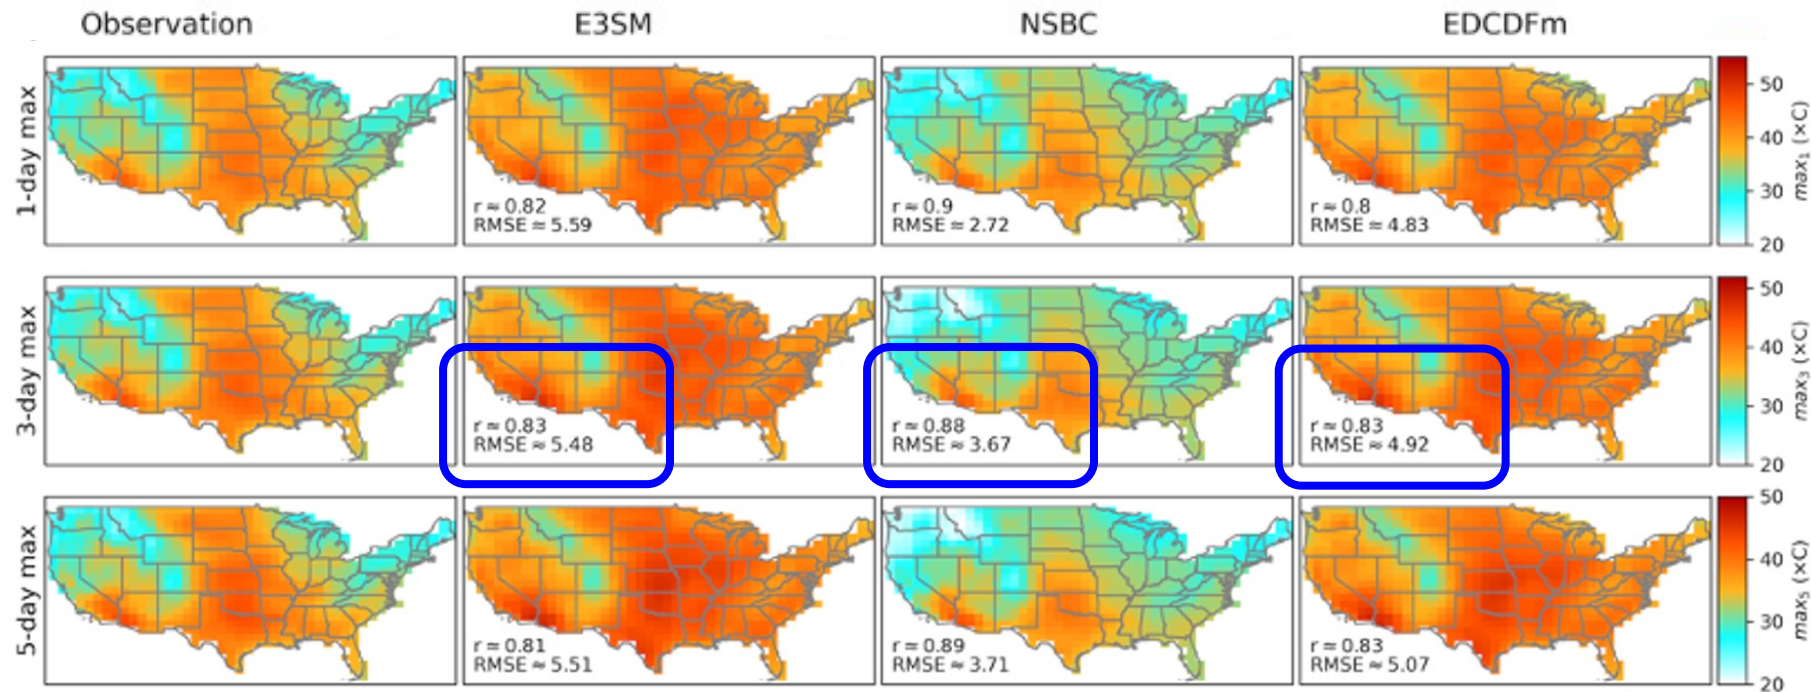 Observation E3SM NSBC EDCDFm
1-day max
r ≈ 0.82
RMSE ≈ 5.59
r ≈ 0.9
RMSE ≈ 2.72
r ≈ 0.8
RMSE ≈ 4.83
50
40
30
20
max₁ (×C)
3-day max
r ≈ 0.83
RMSE ≈ 5.48
r ≈ 0.88
RMSE ≈ 3.67
r ≈ 0.83
RMSE ≈ 4.92
50
40
30
20
max₃ (×C)
5-day max
r ≈ 0.81
RMSE ≈ 5.51
r ≈ 0.89
RMSE ≈ 3.71
r ≈ 0.83
RMSE ≈ 5.07
50
40
30
20
max₅ (×C)